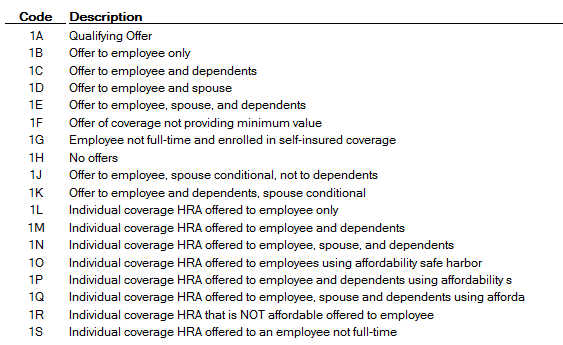 Code Description
1A Qualifying Offer
1B Offer to employee only
1C Offer to employee and dependents
1D Offer to employee and spouse
1E Offer to employee, spouse, and dependents
1F Offer of coverage not providing minimum value
1G Employee not full-time and enrolled in self-insured coverage
1H No offers
1J Offer to employee, spouse conditional, not to dependents
1K Offer to employee and dependents, spouse conditional
1L Individual coverage HRA offered to employee only
1M Individual coverage HRA offered to employee and dependents
1N Individual coverage HRA offered to employee, spouse, and dependents
1O Individual coverage HRA offered to employees using affordability safe harbor
1P Individual coverage HRA offered to employee and dependents using affordability s
1Q Individual coverage HRA offered to employee, spouse and dependents using afforda
1R Individual coverage HRA that is NOT affordable offered to employee
1S Individual coverage HRA offered to an employee not full-time